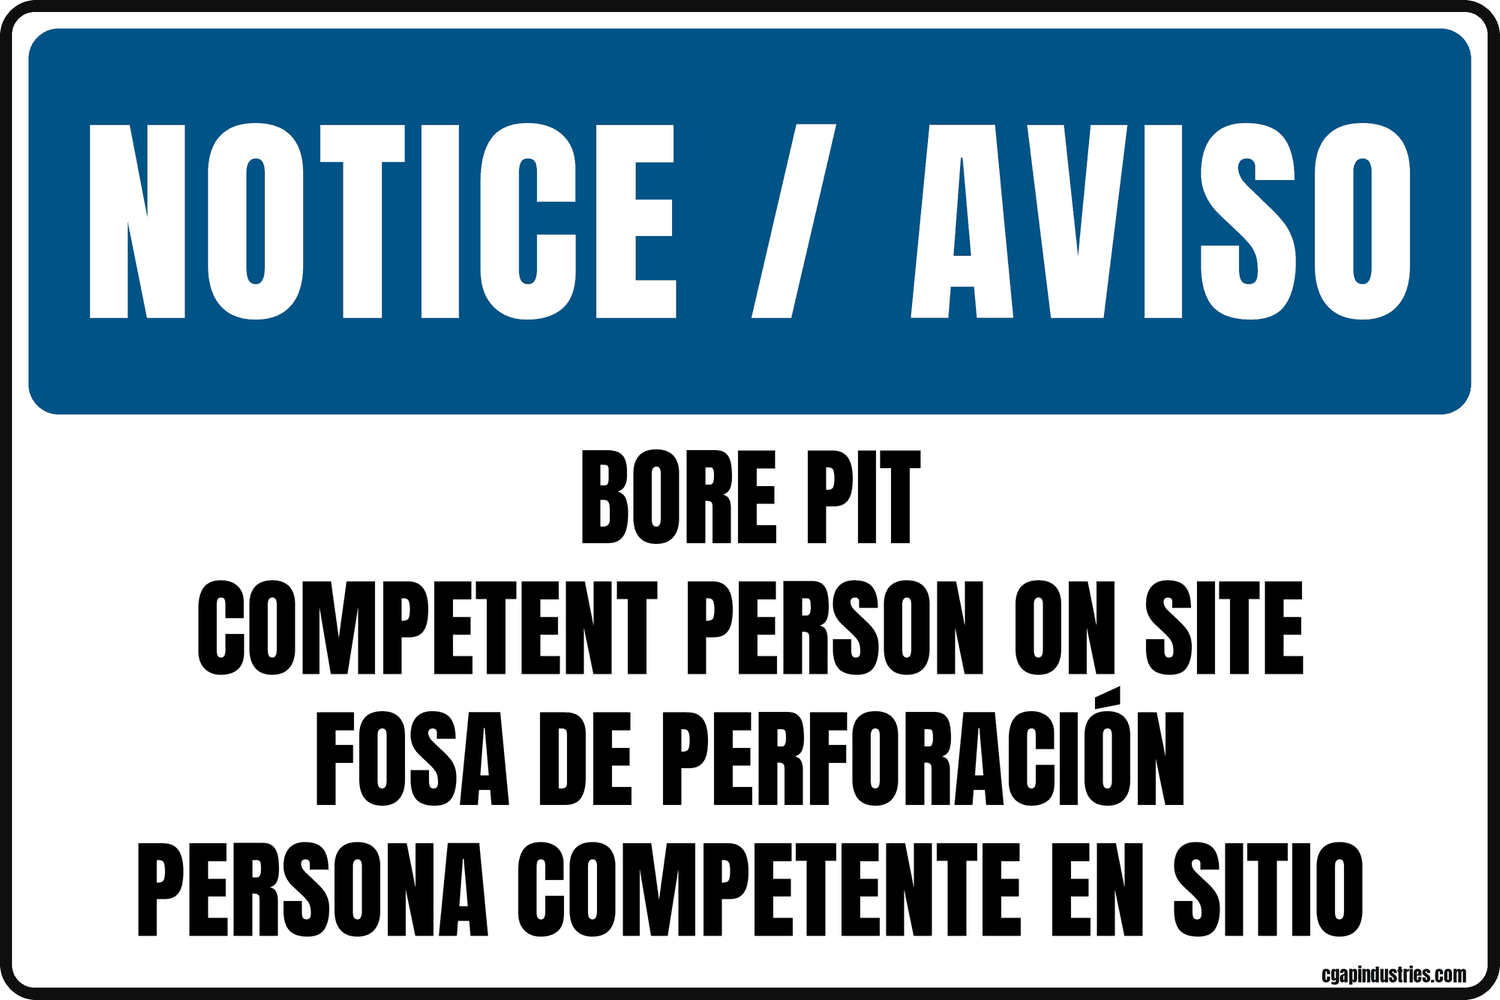 NOTICE / AVISO
BORE PIT
COMPETENT PERSON ON SITE
FOSA DE PERFORACIÓN
PERSONA COMPETENTE EN SITIO
cgapindustries.com